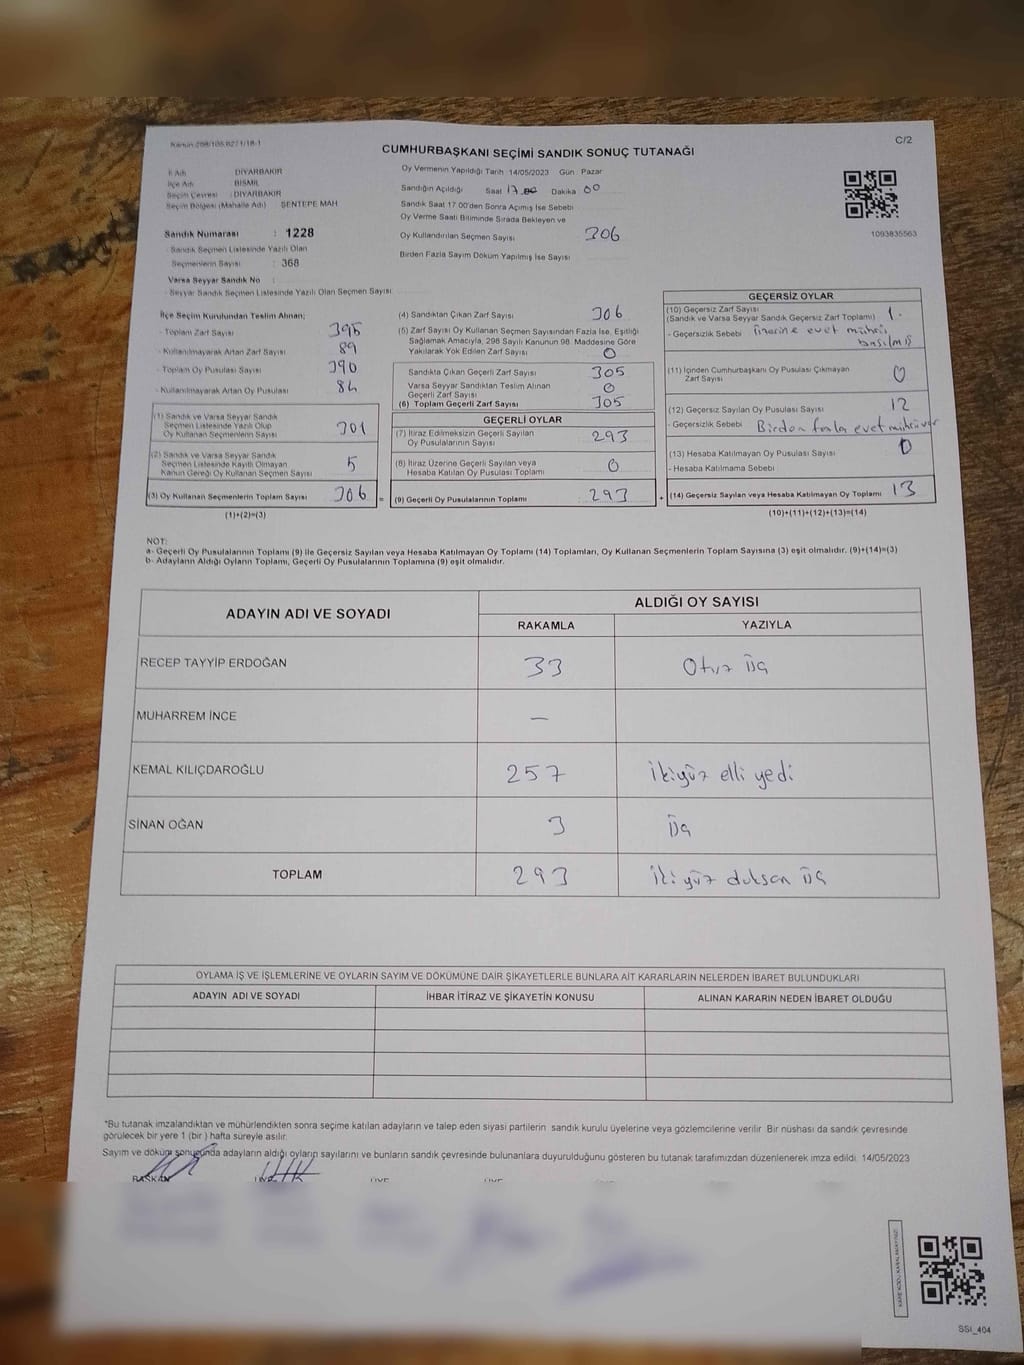 Kanun:298/105,6271/18-1
C/2
CUMHURBAŞKANI SEÇİMİ SANDIK SONUÇ TUTANAĞI
İl Adı : DİYARBAKIR
İlçe Adı : BİSMİL
Seçim Çevresi : DİYARBAKIR
Seçim Bölgesi (Mahalle Adı) : ŞENTEPE MAH
Sandık Numarası : 1228
- Sandık Seçmen Listesinde Yazılı Olan
Seçmenlerin Sayısı : 368
Varsa Seyyar Sandık No :
- Seyyar Sandık Seçmen Listesinde Yazılı Olan Seçmen Sayısı:
Oy Vermenin Yapıldığı Tarih 14/05/2023 Gün : Pazar
Sandığın Açıldığı Saat 17.00 Dakika 00
Sandık Saat 17.00'den Sonra Açılmış İse Sebebi
Oy Verme Saati Bitiminde Sırada Bekleyen ve
Oy Kullandırılan Seçmen Sayısı 306
Birden Fazla Sayım Döküm Yapılmış İse Sayısı
1093835563
İlçe Seçim Kurulundan Teslim Alınan;
- Toplam Zarf Sayısı 395
- Kullanılmayarak Artan Zarf Sayısı 89
- Toplam Oy Pusulası Sayısı 390
- Kullanılmayarak Artan Oy Pusulası 84
(1) Sandık ve Varsa Seyyar Sandık
Seçmen Listesinde Yazılı Olup
Oy Kullanan Seçmenlerin Sayısı 301
(2) Sandık ve Varsa Seyyar Sandık
Seçmen Listesinde Kayıtlı Olmayan
Kanun Gereği Oy Kullanan Seçmen Sayısı 5
(3) Oy Kullanan Seçmenlerin Toplam Sayısı 306 =
(1)+(2)=(3)
(4) Sandıktan Çıkan Zarf Sayısı 306
(5) Zarf Sayısı Oy Kullanan Seçmen Sayısından Fazla İse, Eşitliği
Sağlamak Amacıyla, 298 Sayılı Kanunun 98. Maddesine Göre
Yakılarak Yok Edilen Zarf Sayısı 0
Sandıkta Çıkan Geçerli Zarf Sayısı 305
Varsa Seyyar Sandıktan Teslim Alınan
Geçerli Zarf Sayısı 0
(6) Toplam Geçerli Zarf Sayısı 305
GEÇERLİ OYLAR
(7) İtiraz Edilmeksizin Geçerli Sayılan
Oy Pusulalarının Sayısı 293
(8) İtiraz Üzerine Geçerli Sayılan veya
Hesaba Katılan Oy Pusulası Toplamı 0
(9) Geçerli Oy Pusulalarının Toplamı 293 +
GEÇERSİZ OYLAR
(10) Geçersiz Zarf Sayısı
(Sandık ve Varsa Seyyar Sandık Geçersiz Zarf Toplamı) 1.
- Geçersizlik Sebebi üzerine evet mühürü
basılmış
(11) İçinden Cumhurbaşkanı Oy Pusulası Çıkmayan
Zarf Sayısı 0
(12) Geçersiz Sayılan Oy Pusulası Sayısı 12
- Geçersizlik Sebebi Birden fazla evet mühürü var
(13) Hesaba Katılmayan Oy Pusulası Sayısı 0
- Hesaba Katılmama Sebebi
(14) Geçersiz Sayılan veya Hesaba Katılmayan Oy Toplamı 13
(10)+(11)+(12)+(13)=(14)
NOT:
a- Geçerli Oy Pusulalarının Toplamı (9) ile Geçersiz Sayılan veya Hesaba Katılmayan Oy Toplamı (14) Toplamları, Oy Kullanan Seçmenlerin Toplam Sayısına (3) eşit olmalıdır. (9)+(14)=(3)
b- Adayların Aldığı Oyların Toplamı, Geçerli Oy Pusulalarının Toplamına (9) eşit olmalıdır.
ADAYIN ADI VE SOYADI
ALDIĞI OY SAYISI
RAKAMLA YAZIYLA
RECEP TAYYİP ERDOĞAN 33 Otuz üç
MUHARREM İNCE —
KEMAL KILIÇDAROĞLU 257 ikiyüz elli yedi
SİNAN OĞAN 3 üç
TOPLAM 293 ikiyüz doksan üç
OYLAMA İŞ VE İŞLEMLERİNE VE OYLARIN SAYIM VE DÖKÜMÜNE DAİR ŞİKAYETLERLE BUNLARA AİT KARARLARIN NELERDEN İBARET BULUNDUKLARI
ADAYIN ADI VE SOYADI İHBAR İTİRAZ VE ŞİKAYETİN KONUSU ALINAN KARARIN NEDEN İBARET OLDUĞU
*Bu tutanak imzalandıktan ve mühürlendikten sonra seçime katılan adayların ve talep eden siyasi partilerin sandık kurulu üyelerine veya gözlemcilerine verilir. Bir nüshası da sandık çevresinde
görülecek bir yere 1 (bir ) hafta süreyle asılır.
Sayım ve döküm sonucunda adayların aldığı oyların sayılarını ve bunların sandık çevresinde bulunanlara duyurulduğunu gösteren bu tutanak tarafımızdan düzenlenerek imza edildi. 14/05/2023
BAŞKAN
SSI_404